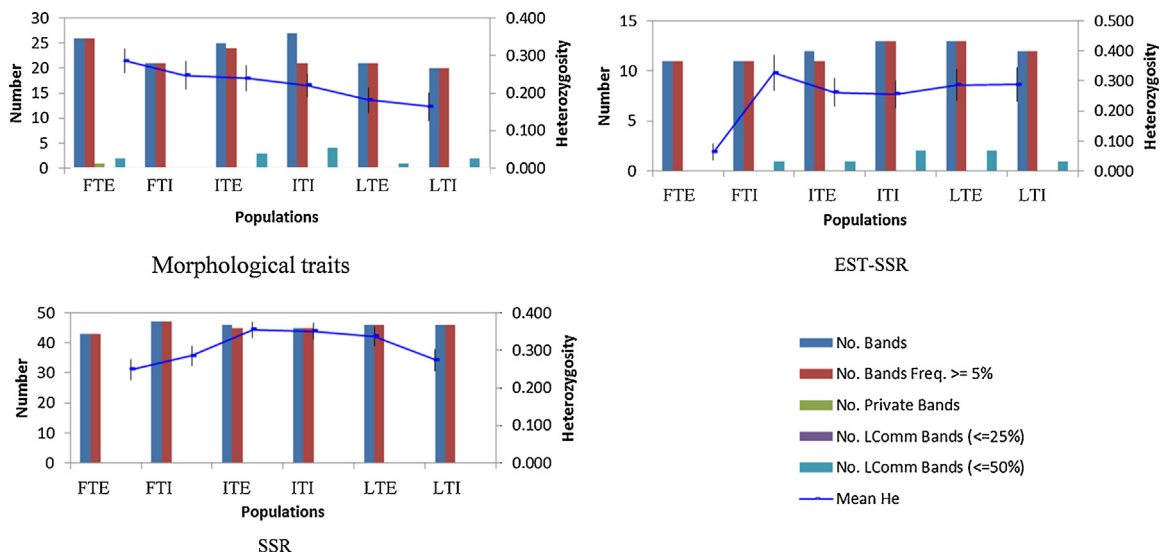 30
25
20
15
10
5
0
Number
0.400
0.300
0.200
0.100
0.000
Heterozygosity
FTE FTI ITE ITI LTE LTI
Populations
Morphological traits
15
10
5
0
Number
0.500
0.400
0.300
0.200
0.100
0.000
Heterozygosity
FTE FTI ITE ITI LTE LTI
Populations
EST-SSR
50
40
30
20
10
0
Number
0.400
0.300
0.200
0.100
0.000
Heterozygosity
FTE FTI ITE ITI LTE LTI
Populations
SSR
No. Bands
No. Bands Freq. >= 5%
No. Private Bands
No. LComm Bands (<=25%)
No. LComm Bands (<=50%)
Mean He